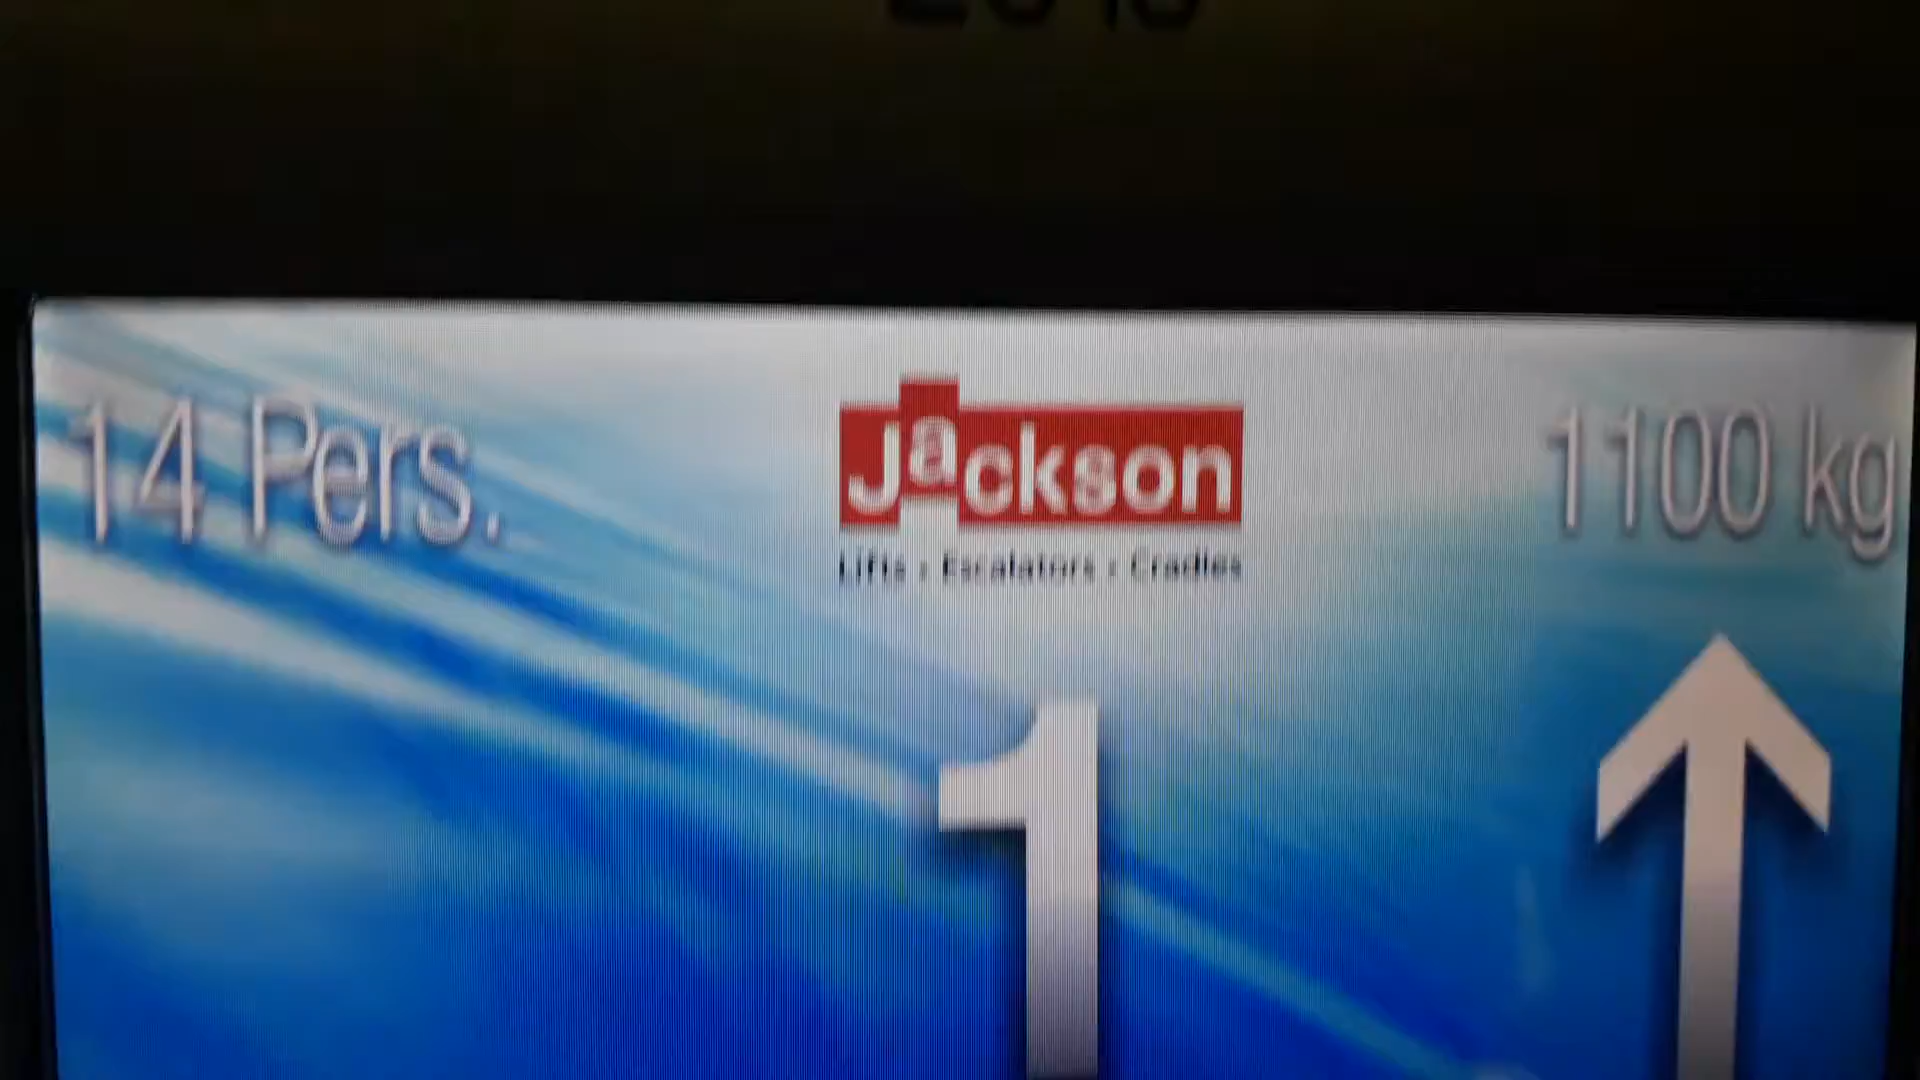 14 Pers.
Jackson
1100 kg
Lifts • Escalators • Cradles
1